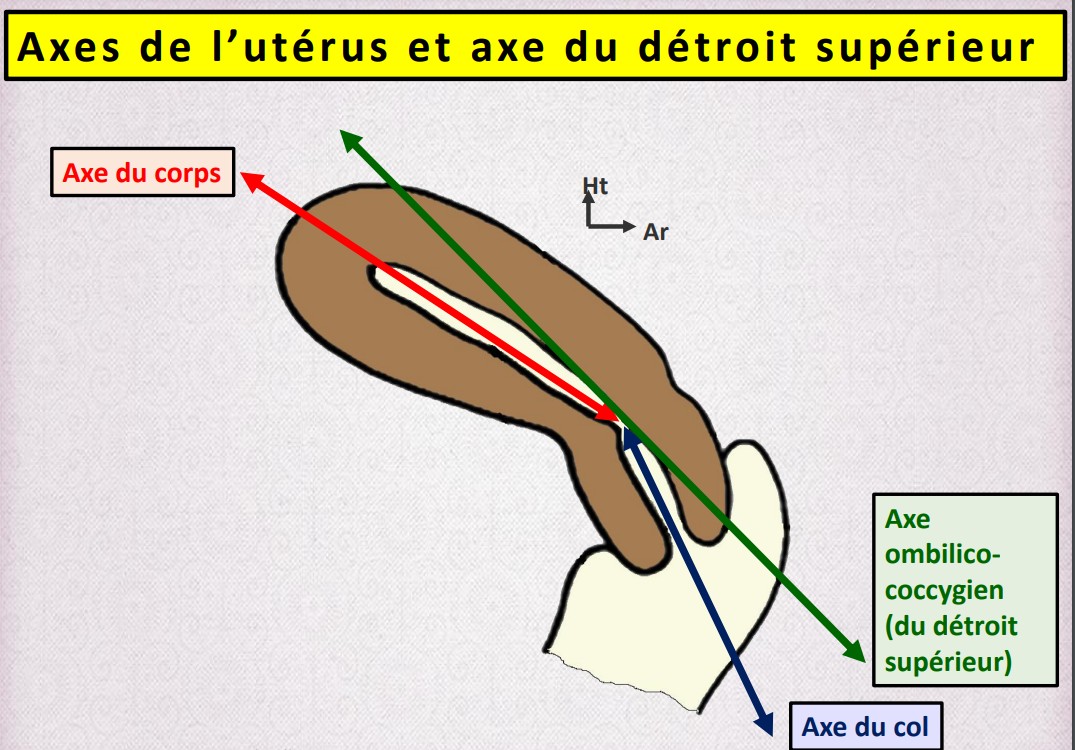 Axes de l’utérus et axe du détroit supérieur
Axe du corps
Ht
Ar
Axe
ombilico-
coccygien
(du détroit
supérieur)
Axe du col